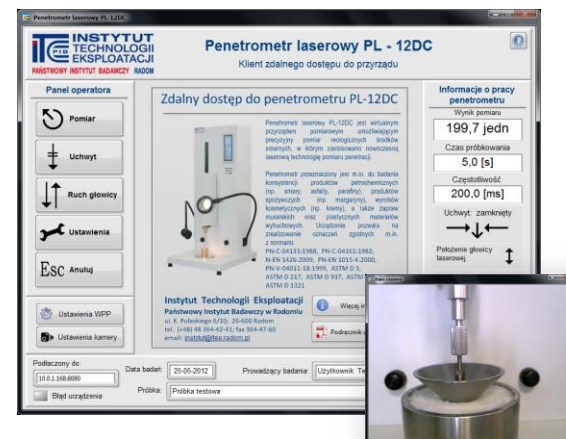 Penetrometr laserowy PL-12DC
INSTYTUT
TECHNOLOGII
EKSPLOATACJI
PAŃSTWOWY INSTYTUT BADAWCZY RADOM
Penetrometr laserowy PL - 12DC
Klient zdalnego dostępu do przyrządu
Panel operatora
Pomiar
Uchwyt
Ruch głowicy
Ustawienia
Esc Anuluj
Ustawienia WPP
Ustawienia kamery
Zdalny dostęp do penetrometru PL-12DC
Penetrometr laserowy PL-12DC jest wirtualnym
przyrządem pomiarowym umożliwiającym
precyzyjny pomiar reologicznych środków
smarnych, w którym zastosowano nowoczesną
laserową technologię pomiaru penetracji.
Penetrometr przeznaczony jest m.in. do badania
konsystencji produktów petrochemicznych
(np. smary, asfalty, parafiny), produktów
spożywczych (np. margaryny), wyrobów
kosmetycznych (np. kremy), a także zapraw
murarskich oraz plastycznych materiałów
wybuchowych. Urządzenie pozwala na
zrealizowanie oznaczeń zgodnych m.in.
z normami:
PN-C-04133:1988, PN-C-04161:1982,
N-EN 1426:2009, PN-EN 1015-4:2000,
PN-V-04011-18:1999, ASTM D 5,
ASTM D 217, ASTM D 937, ASTM
ASTM D 1321
Instytut Technologii Eksploatacji
Państwowy Instytut Badawczy w Radomiu
ul. K. Pułaskiego 6/10; 26-600 Radom
tel. (+48) 48 364-42-41; fax 364-47-60
email: instytut@itee.radom.pl
Więcej
Podręcznik
Informacje o pracy
penetrometru
Wynik pomiaru
199,7 jedn
Czas próbkowania
5,0 [s]
Częstotliwość
200,0 [ms]
Uchwyt: zamknięty
Położenie głowicy
laserowej
Podłączony do:
10.0.1.168:8080
Błąd urządzenia
Data badań: 25-05-2012
Prowadzący badania: Użytkownik
Próbka: Próbka testowa